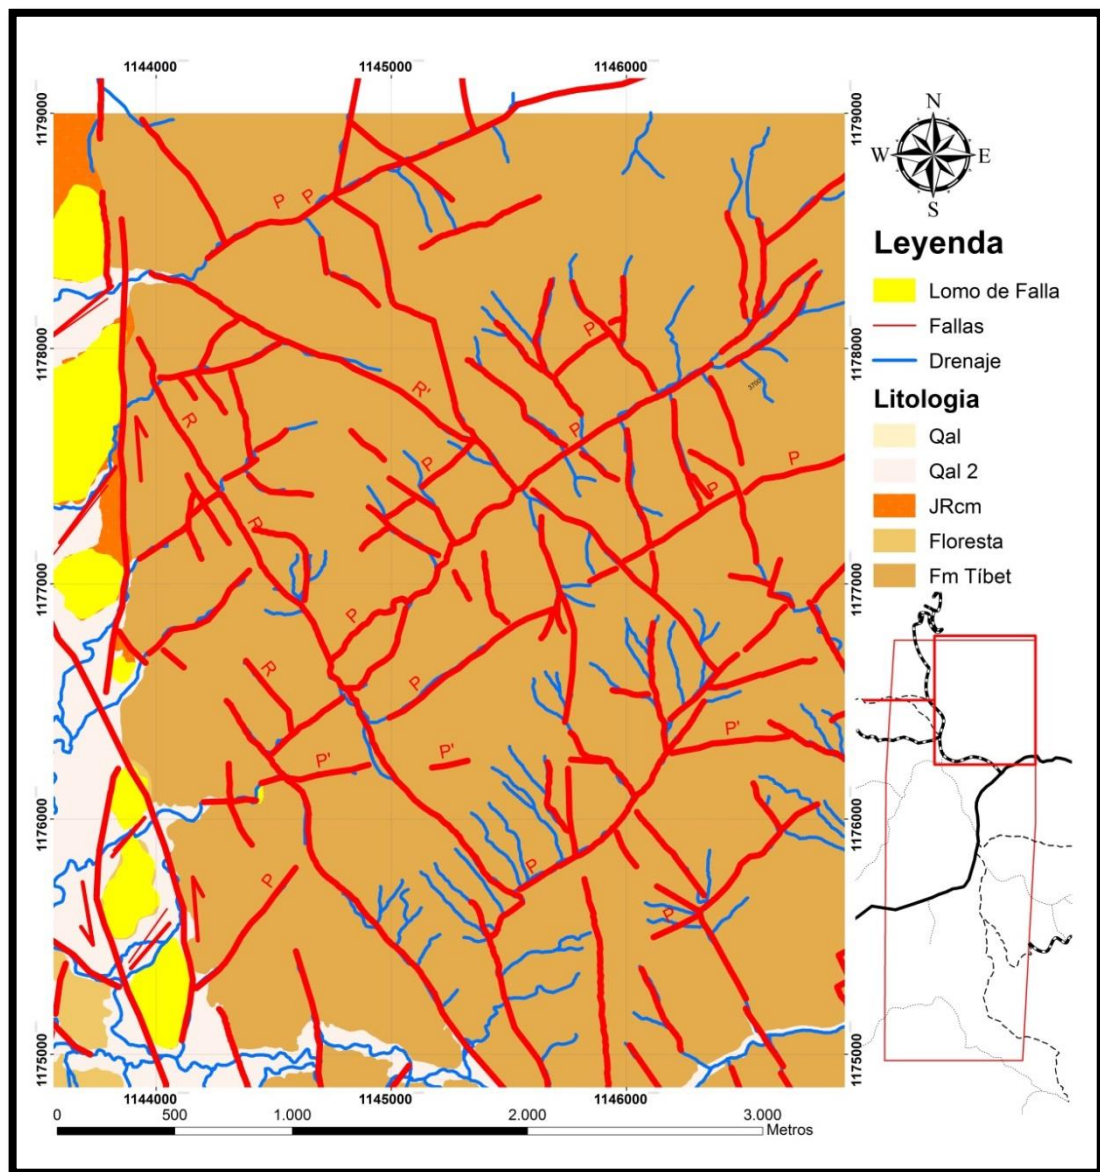 1144000 1145000 1146000
1179000 1179000
P P
1178000 1178000
P
R'
3700
R
P
P
P
P
R
1177000 1177000
P
R
P
P'
P'
P'
1176000 1176000
P
P
P
1175000 1175000
1144000 1145000 1146000
0 500 1.000 2.000 3.000
Metros
N
W E
S
Leyenda
Lomo de Falla
Fallas
Drenaje
Litologia
Qal
Qal 2
JRcm
Floresta
Fm Tíbet